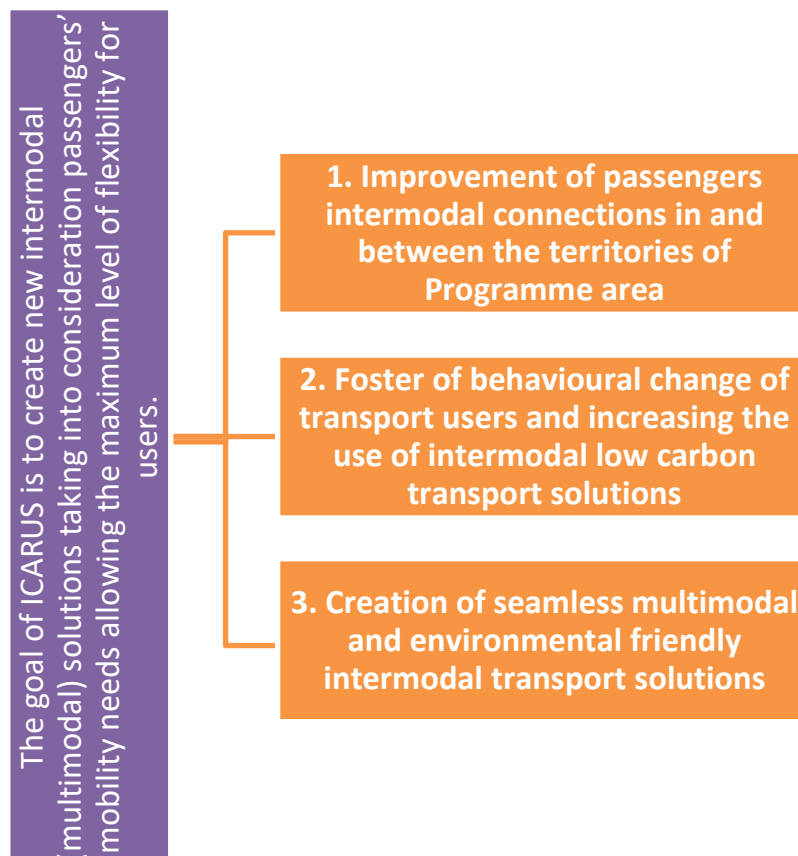 The goal of ICARUS is to create new intermodal
(multimodal) solutions taking into consideration passengers’
mobility needs allowing the maximum level of flexibility for
users.
1. Improvement of passengers
intermodal connections in and
between the territories of
Programme area
2. Foster of behavioural change of
transport users and increasing the
use of intermodal low carbon
transport solutions
3. Creation of seamless multimodal
and environmental friendly
intermodal transport solutions